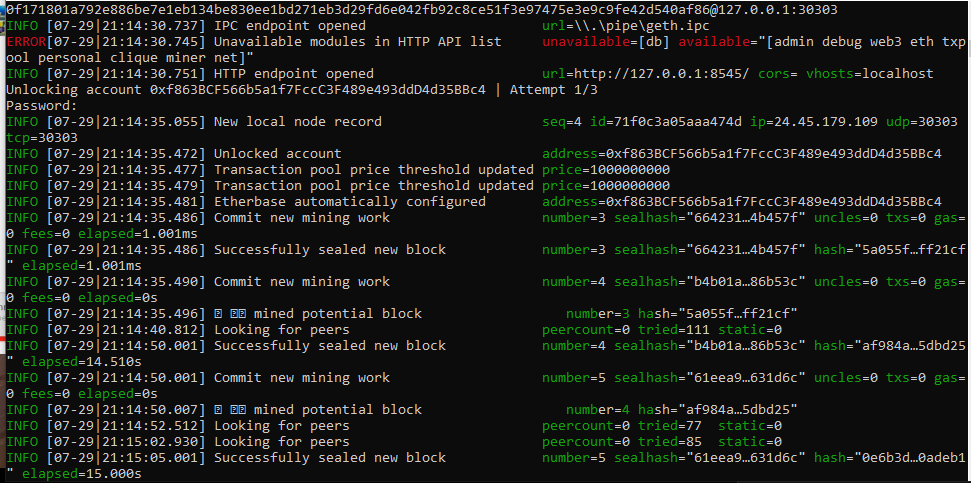 0f171801a792e886be7e1eb134be830ee1bd271eb3d29fd6e042fb92c8ce51f3e97475e3e9c9fe42d540af86@127.0.0.1:30303
INFO [07-29|21:14:30.737] IPC endpoint opened url=\\.\pipe\geth.ipc
ERROR[07-29|21:14:30.745] Unavailable modules in HTTP API list unavailable=[db] available="[admin debug web3 eth txp
ool personal clique miner net]"
INFO [07-29|21:14:30.751] HTTP endpoint opened url=http://127.0.0.1:8545/ cors= vhosts=localhost
Unlocking account 0xf863BCF566b5a1f7FccC3F489e493ddD4d35BBc4 | Attempt 1/3
Password:
INFO [07-29|21:14:35.055] New local node record seq=4 id=71f0c3a05aaa474d ip=24.45.179.109 udp=30303
tcp=30303
INFO [07-29|21:14:35.472] Unlocked account address=0xf863BCF566b5a1f7FccC3F489e493ddD4d35BBc4
INFO [07-29|21:14:35.477] Transaction pool price threshold updated price=1000000000
INFO [07-29|21:14:35.479] Transaction pool price threshold updated price=1000000000
INFO [07-29|21:14:35.481] Etherbase automatically configured address=0xf863BCF566b5a1f7FccC3F489e493ddD4d35BBc4
INFO [07-29|21:14:35.486] Commit new mining work number=3 sealhash="664231…4b457f" uncles=0 txs=0 gas=
0 fees=0 elapsed=1.001ms
INFO [07-29|21:14:35.486] Successfully sealed new block number=3 sealhash="664231…4b457f" hash="5a055f…ff21cf
" elapsed=1.001ms
INFO [07-29|21:14:35.490] Commit new mining work number=4 sealhash="b4b01a…86b53c" uncles=0 txs=0 gas=
0 fees=0 elapsed=0s
INFO [07-29|21:14:35.496] mined potential block number=3 hash="5a055f…ff21cf"
INFO [07-29|21:14:40.812] Looking for peers peercount=0 tried=111 static=0
INFO [07-29|21:14:50.001] Successfully sealed new block number=4 sealhash="b4b01a…86b53c" hash="af984a…5dbd25
" elapsed=14.510s
INFO [07-29|21:14:50.001] Commit new mining work number=5 sealhash="61eea9…631d6c" uncles=0 txs=0 gas=
0 fees=0 elapsed=0s
INFO [07-29|21:14:50.007] mined potential block number=4 hash="af984a…5dbd25"
INFO [07-29|21:14:52.512] Looking for peers peercount=0 tried=77 static=0
INFO [07-29|21:15:02.930] Looking for peers peercount=0 tried=85 static=0
INFO [07-29|21:15:05.001] Successfully sealed new block number=5 sealhash="61eea9…631d6c" hash="0e6b3d…0adeb1
" elapsed=15.000s